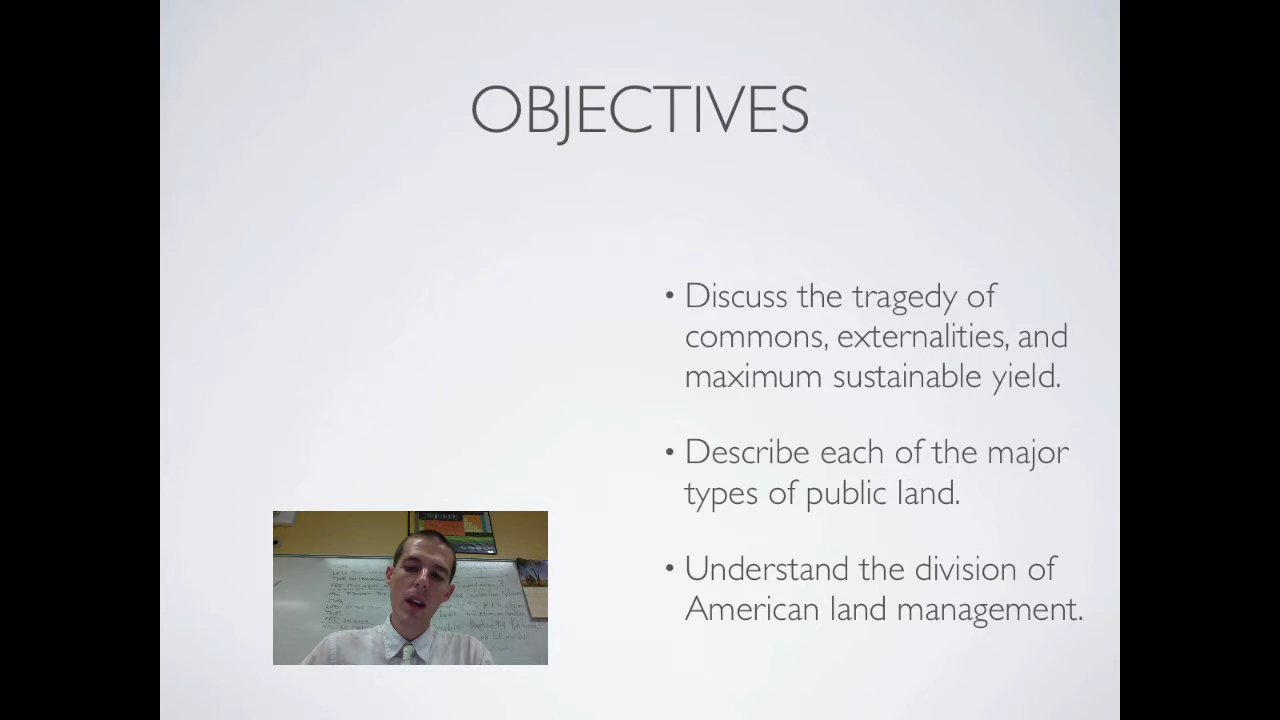 OBJECTIVES
• Discuss the tragedy of
commons, externalities, and
maximum sustainable yield.
• Describe each of the major
types of public land.
• Understand the division of
American land management.